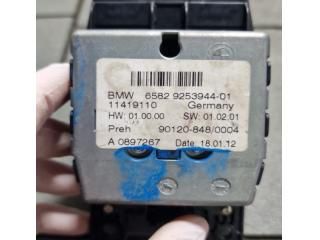 BMW 6582 9253944-01
11419110 Germany
HW: 01.00.00 SW: 01.02.01
Preh 90120-848/0004
A 0897267 Date: 18.01.12